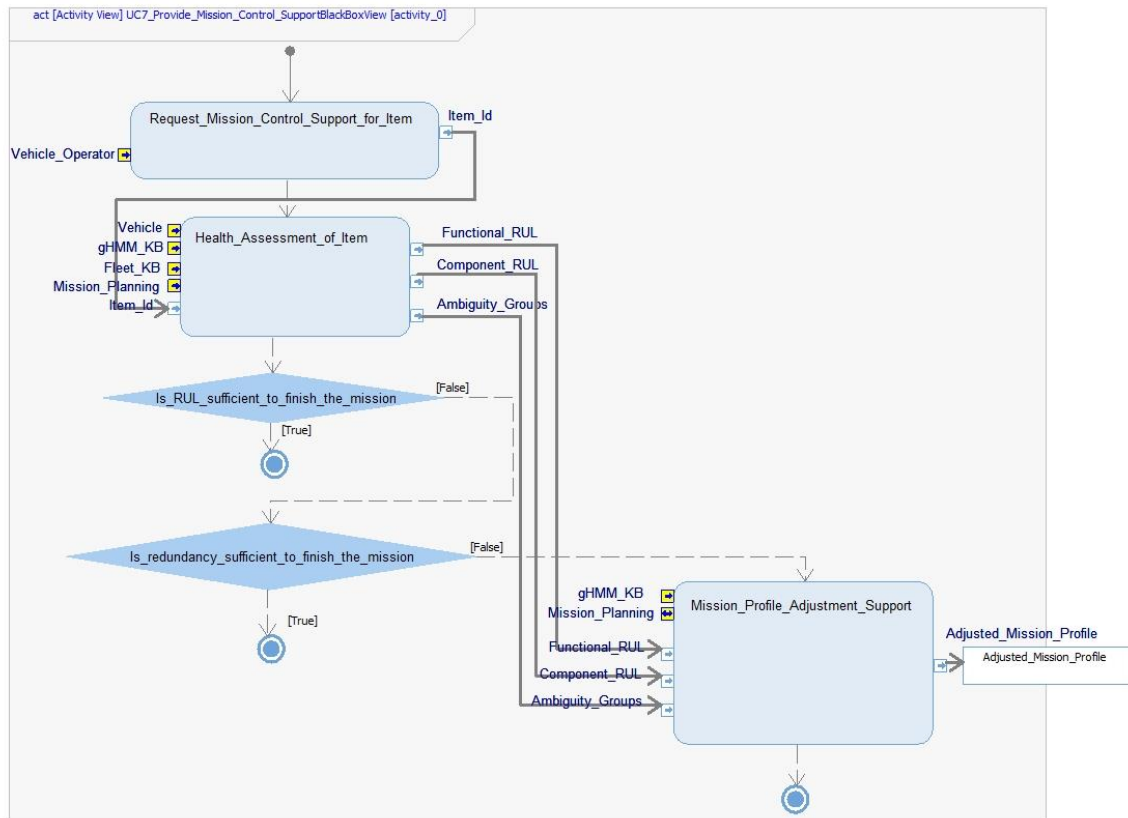 act [Activity View] UC7_Provide_Mission_Control_SupportBlackBoxView [activity_0]
Request_Mission_Control_Support_for_Item
Item_Id
Vehicle_Operator
Vehicle
gHMM_KB
Fleet_KB
Mission_Planning
Item_Id
Health_Assessment_of_Item
Functional_RUL
Component_RUL
Ambiguity_Groups
Is_RUL_sufficient_to_finish_the_mission
[False]
[True]
Is_redundancy_sufficient_to_finish_the_mission
[False]
[True]
gHMM_KB
Mission_Planning
Functional_RUL
Component_RUL
Ambiguity_Groups
Mission_Profile_Adjustment_Support
Adjusted_Mission_Profile
Adjusted_Mission_Profile